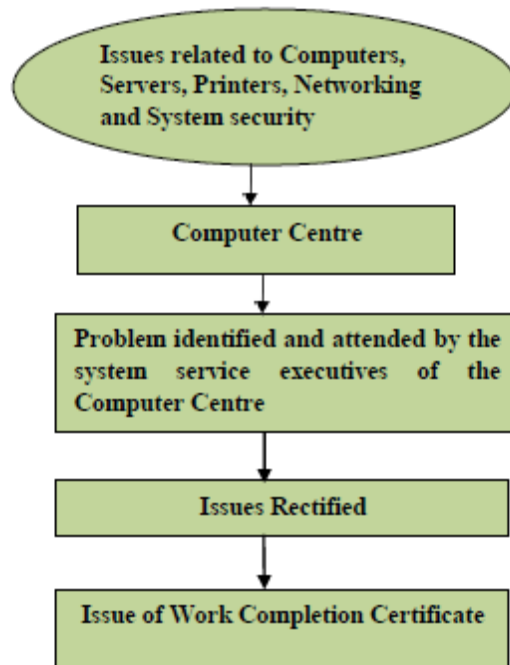 Issues related to Computers,
Servers, Printers, Networking
and System security
Computer Centre
Problem identified and attended by the
system service executives of the
Computer Centre
Issues Rectified
Issue of Work Completion Certificate